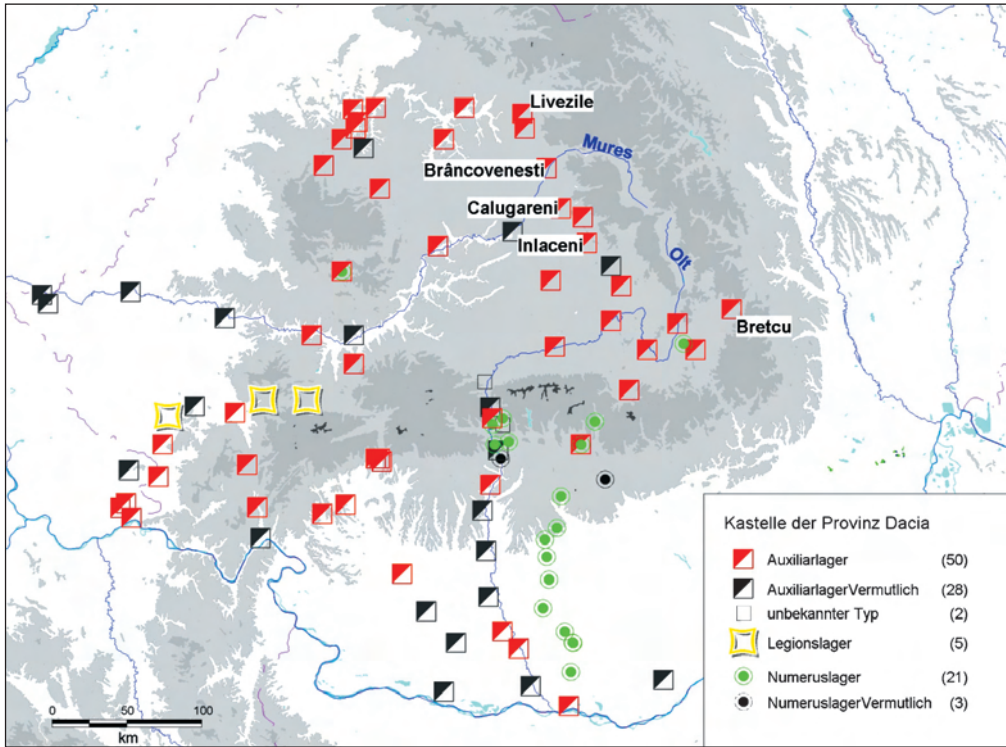 Livezile
Mures
Brâncovenesti
Calugareni
Inlaceni
Olt
Bretcu
Kastelle der Provinz Dacia
Auxiliarlager (50)
AuxiliarlagerVermutlich (28)
unbekannter Typ (2)
Legionslager (5)
Numeruslager (21)
NumeruslagerVermutlich (3)
0 50 100
km